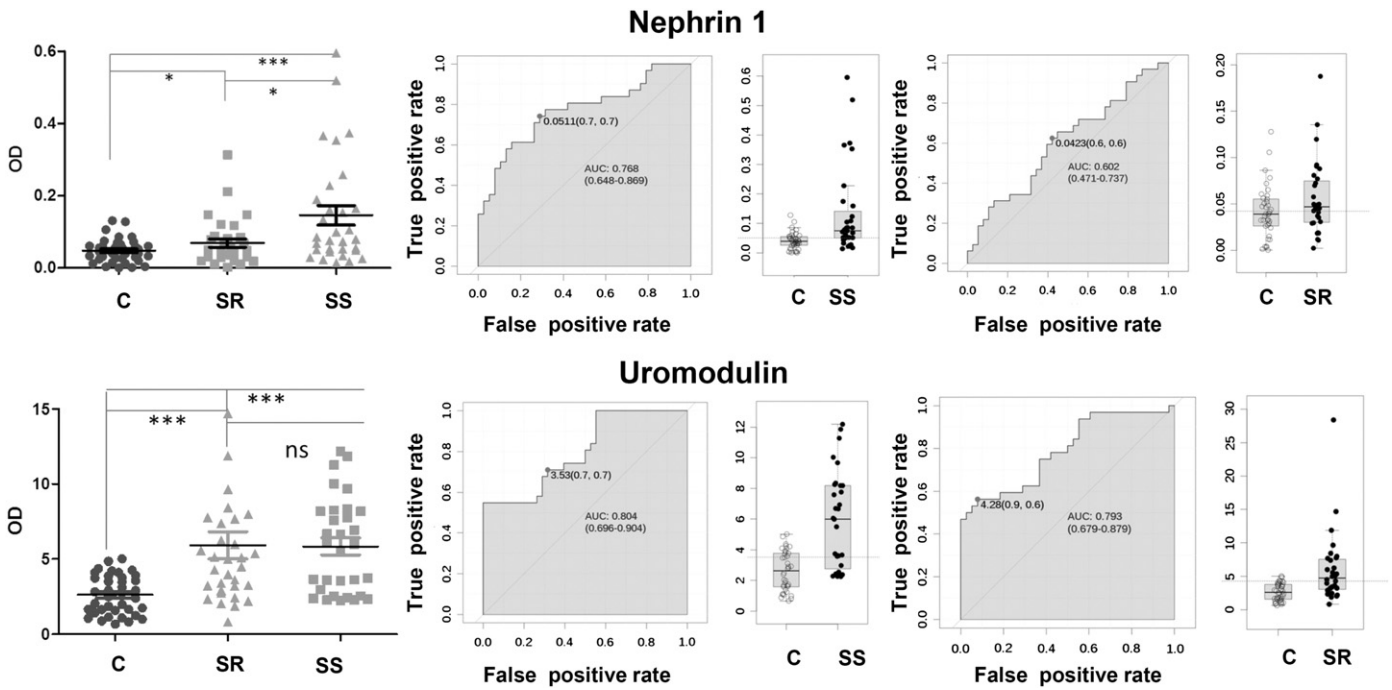 Nephrin 1
OD
0.6
0.4
0.2
0.0
***
*
*
C SR SS
True positive rate
1.0
0.8
0.6
0.4
0.2
0.0
0.0511(0.7, 0.7)
AUC: 0.768
(0.648-0.869)
0.0 0.2 0.4 0.6 0.8 1.0
False positive rate
0.6
0.5
0.4
0.3
0.2
0.1
0.0
C SS
True positive rate
1.0
0.8
0.6
0.4
0.2
0.0
0.0423(0.6, 0.6)
AUC: 0.602
(0.471-0.737)
0.0 0.2 0.4 0.6 0.8 1.0
False positive rate
0.20
0.15
0.10
0.05
0.00
C SR
Uromodulin
OD
15
10
5
0
***
***
ns
C SR SS
True positive rate
1.0
0.8
0.6
0.4
0.2
0.0
3.53(0.7, 0.7)
AUC: 0.804
(0.696-0.904)
0.0 0.2 0.4 0.6 0.8 1.0
False positive rate
12
10
8
6
4
2
0
C SS
True positive rate
1.0
0.8
0.6
0.4
0.2
0.0
4.28(0.9, 0.6)
AUC: 0.793
(0.679-0.879)
0.0 0.2 0.4 0.6 0.8 1.0
False positive rate
30
25
20
15
10
5
0
C SR